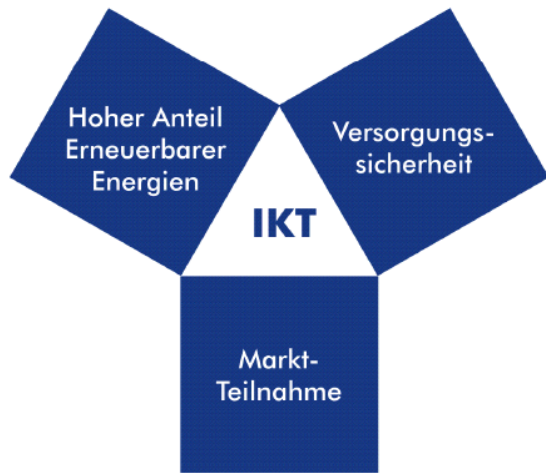 Hoher Anteil
Erneuerbarer
Energien
Versorgungs-
sicherheit
IKT
Markt-
Teilnahme